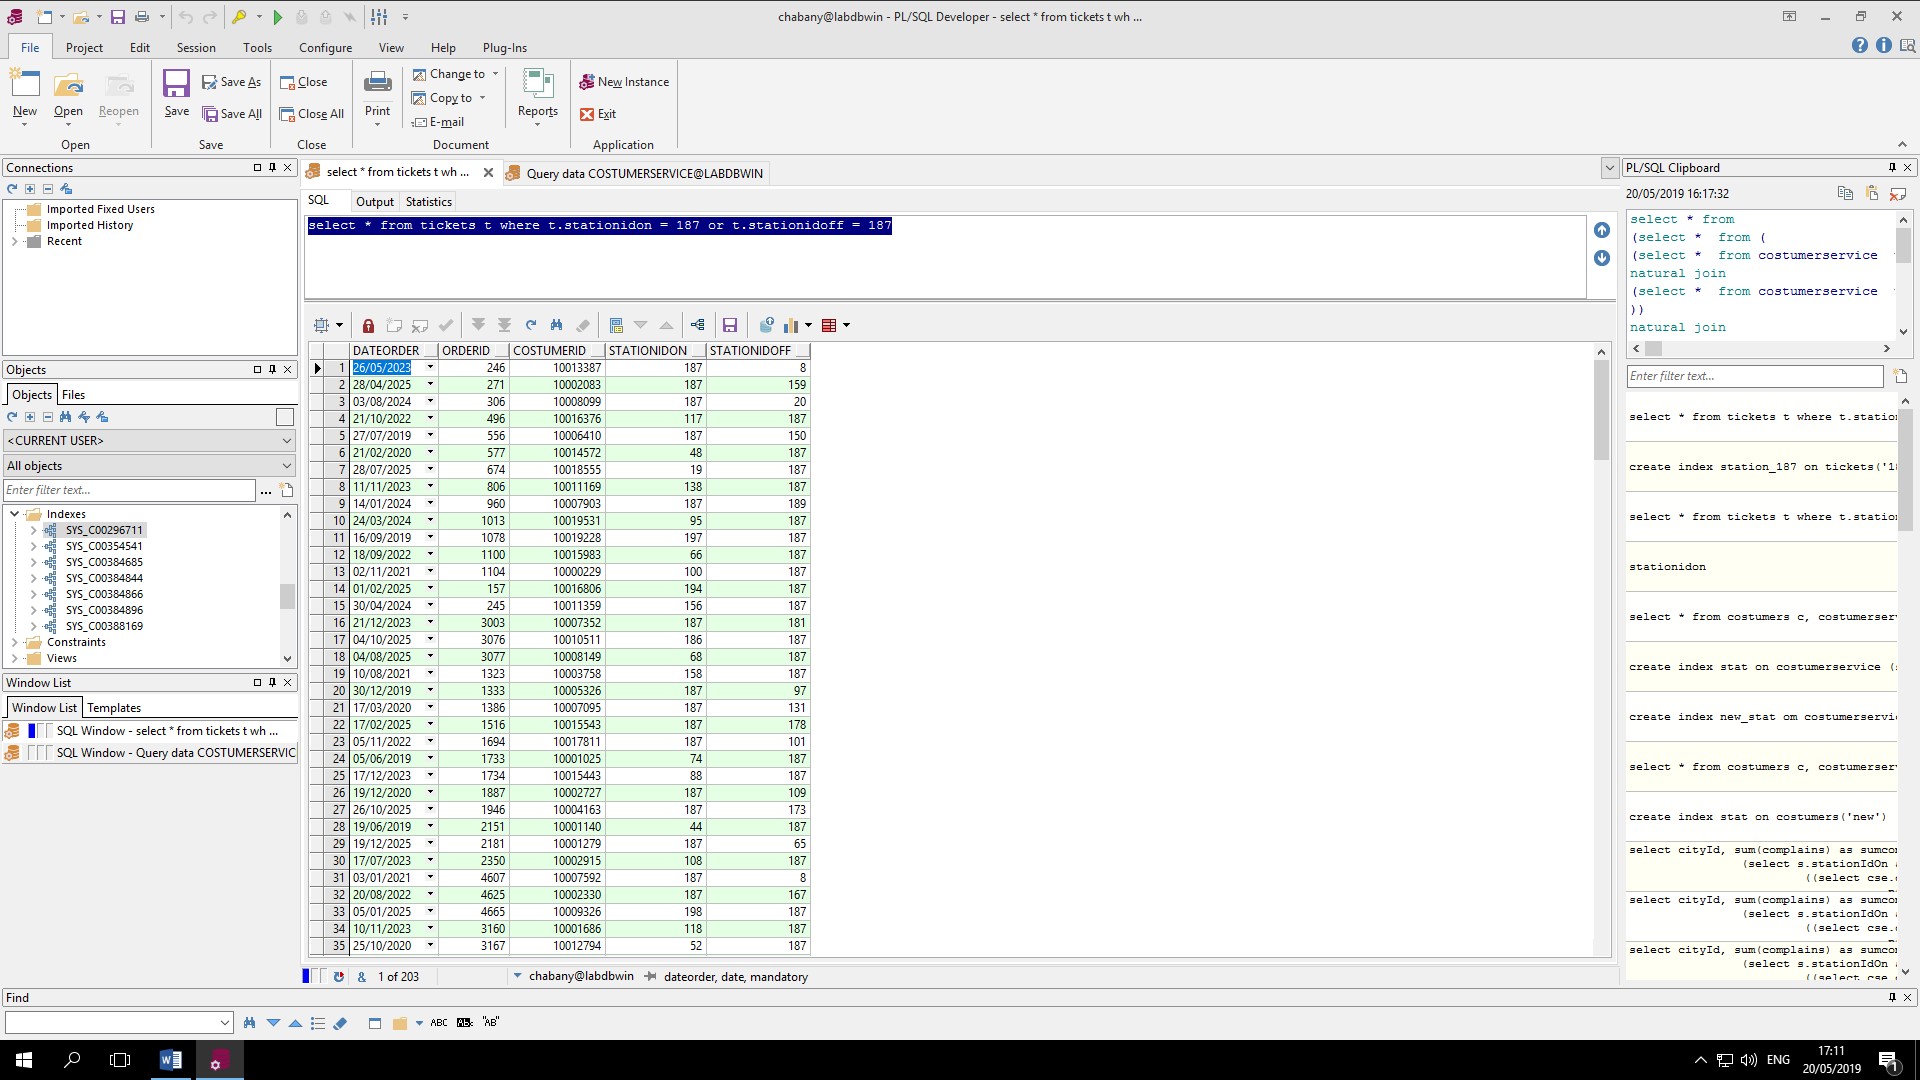 chabany@labdbwin - PL/SQL Developer - select * from tickets t wh ...
File Project Edit Session Tools Configure View Help Plug-Ins
New Open Reopen Save Save As Save All Close Close All Print Change to Copy to E-mail Reports New Instance Exit
Open Save Close Document Application
Connections
Imported Fixed Users
Imported History
Recent
Objects
Objects Files
<CURRENT USER>
All objects
Enter filter text...
Indexes
SYS_C00296711
SYS_C00354541
SYS_C00384685
SYS_C00384844
SYS_C00384866
SYS_C00384896
SYS_C00388169
Constraints
Views
Window List
Window List Templates
SQL Window - select * from tickets t wh ...
SQL Window - Query data COSTUMERSERVIC
select * from tickets t wh ... Query data COSTUMERSERVICE@LABDBWIN
SQL Output Statistics
select * from tickets t where t.stationidon = 187 or t.stationidoff = 187
DATEORDER ORDERID COSTUMERID STATIONIDON STATIONIDOFF
1 26/05/2023 246 10013387 187 8
2 28/04/2025 271 10002083 187 159
3 03/08/2024 306 10008099 187 20
4 21/10/2022 496 10016376 117 187
5 27/07/2019 556 10006410 187 150
6 21/02/2020 577 10014572 48 187
7 28/07/2025 674 10018555 19 187
8 11/11/2023 806 10011169 138 187
9 14/01/2024 960 10007903 187 189
10 24/03/2024 1013 10019531 95 187
11 16/09/2019 1078 10019228 197 187
12 18/09/2022 1100 10015983 66 187
13 02/11/2021 1104 10000229 100 187
14 01/02/2025 157 10016806 194 187
15 30/04/2024 245 10011359 156 187
16 21/12/2023 3003 10007352 187 181
17 04/10/2025 3076 10010511 186 187
18 04/08/2025 3077 10008149 68 187
19 10/08/2021 1323 10003758 158 187
20 30/12/2019 1333 10005326 187 97
21 17/03/2020 1386 10007095 187 131
22 17/02/2025 1516 10015543 187 178
23 05/11/2022 1694 10017811 187 101
24 05/06/2019 1733 10001025 74 187
25 17/12/2023 1734 10015443 88 187
26 19/12/2020 1887 10002727 187 109
27 26/10/2025 1946 10004163 187 173
28 19/06/2019 2151 10001140 44 187
29 19/12/2025 2181 10001279 187 65
30 17/07/2023 2350 10002915 108 187
31 03/01/2021 4607 10007592 187 8
32 20/08/2022 4625 10002330 187 167
33 05/01/2025 4665 10009326 198 187
34 10/11/2023 3160 10001686 118 187
35 25/10/2020 3167 10012794 52 187
& 1 of 203 chabany@labdbwin dateorder, date, mandatory
PL/SQL Clipboard
20/05/2019 16:17:32
select * from
(select * from (
(select * from costumerservice
natural join
(select * from costumerservice
))
natural join
Enter filter text...
select * from tickets t where t.station
create index station_187 on tickets('18
select * from tickets t where t.station
stationidon
select * from costumers c, costumerserv
create index stat on costumerservice (s
create index new_stat om costumerservic
select * from costumers c, costumerserv
create index stat on costumers('new')
select cityId, sum(complains) as sumcom
(select s.stationIdOn a
((select cse.c
select cityId, sum(complains) as sumcom
(select s.stationIdOn a
((select cse.c
select cityId, sum(complains) as sumcom
(select s.stationIdOn a
((select cse.c
Find
ABC AB "AB"
ENG 17:11
20/05/2019
1